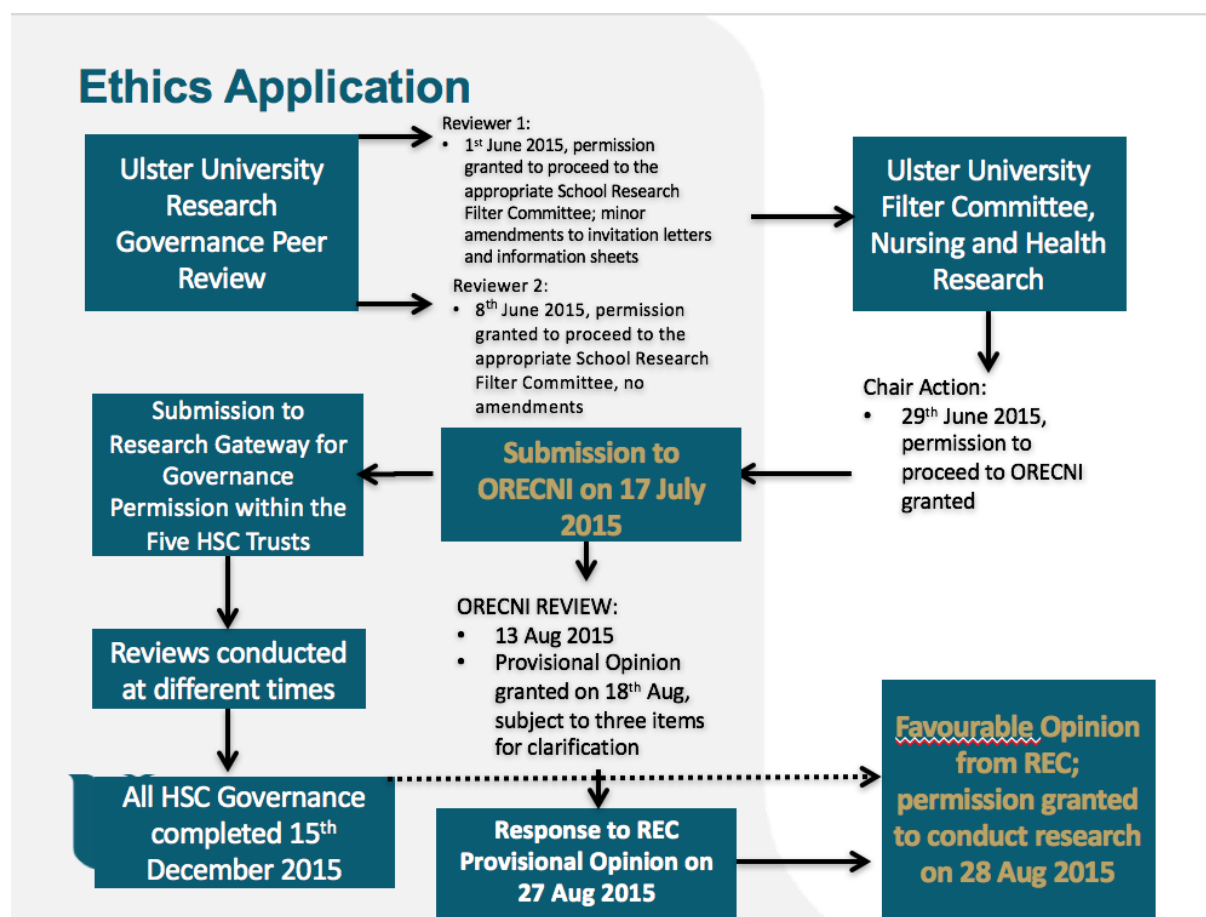 Ethics Application
Ulster University
Research
Governance Peer
Review
Reviewer 1:
• 1st June 2015, permission
granted to proceed to the
appropriate School Research
Filter Committee; minor
amendments to invitation letters
and information sheets
Reviewer 2:
• 8th June 2015, permission
granted to proceed to the
appropriate School Research
Filter Committee, no
amendments
Ulster University
Filter Committee,
Nursing and Health
Research
Chair Action:
• 29th June 2015,
permission to
proceed to ORECNI
granted
Submission to
ORECNI on 17 July
2015
Submission to
Research Gateway for
Governance
Permission within the
Five HSC Trusts
Reviews conducted
at different times
All HSC Governance
completed 15th
December 2015
ORECNI REVIEW:
• 13 Aug 2015
• Provisional Opinion
granted on 18th Aug,
subject to three items
for clarification
Response to REC
Provisional Opinion on
27 Aug 2015
Favourable Opinion
from REC;
permission granted
to conduct research
on 28 Aug 2015